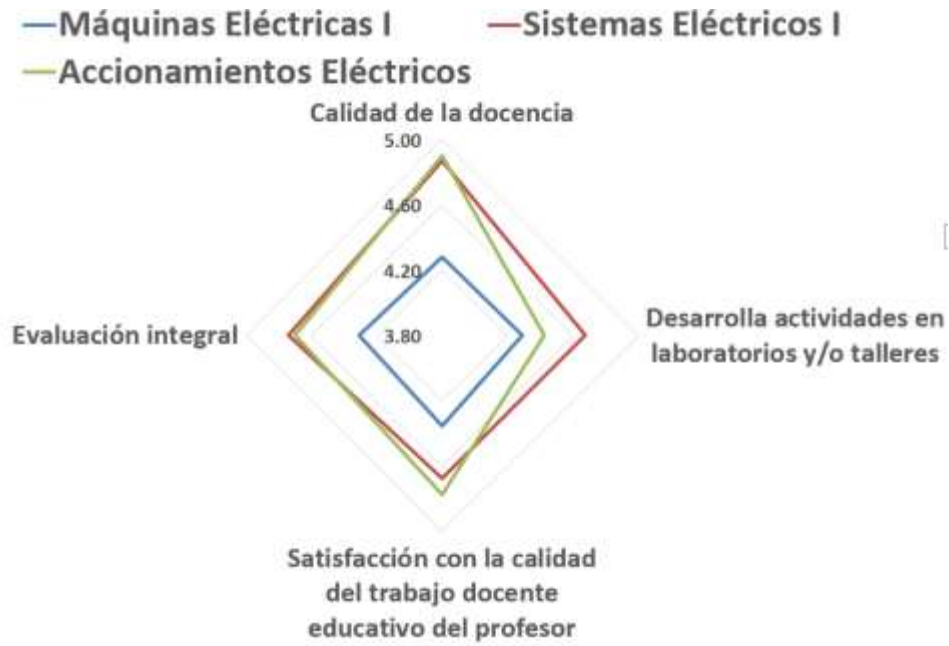 Máquinas Eléctricas I
Sistemas Eléctricos I
Accionamientos Eléctricos
Calidad de la docencia
5.00
4.60
4.20
3.80
Evaluación integral
Desarrolla actividades en
laboratorios y/o talleres
Satisfacción con la calidad
del trabajo docente
educativo del profesor